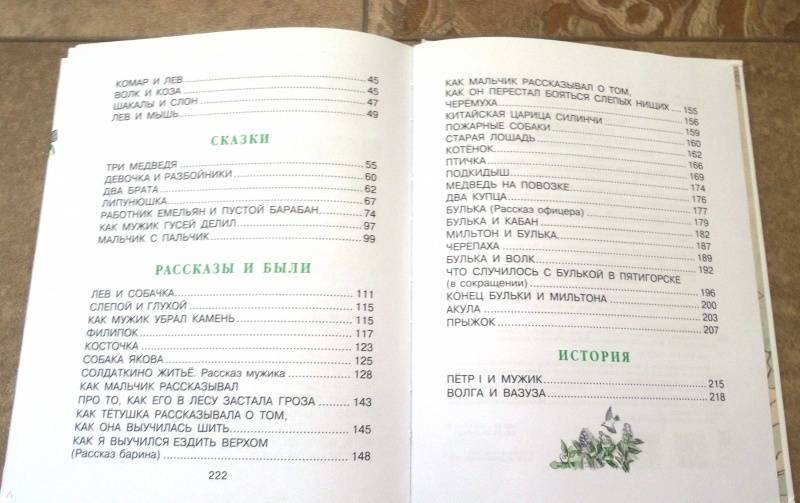 КОМАР И ЛЕВ ... 45
ВОЛК И КОЗА ... 45
ШАКАЛЫ И СЛОН ... 47
ЛЕВ И МЫШЬ ... 49
СКАЗКИ
ТРИ МЕДВЕДЯ ... 55
ДЕВОЧКА И РАЗБОЙНИКИ ... 60
ДВА БРАТА ... 62
ЛИПУНЮШКА ... 67
РАБОТНИК ЕМЕЛЬЯН И ПУСТОЙ БАРАБАН ... 74
КАК МУЖИК ГУСЕЙ ДЕЛИЛ ... 97
МАЛЬЧИК С ПАЛЬЧИК ... 99
РАССКАЗЫ И БЫЛИ
ЛЕВ И СОБАЧКА ... 111
СЛЕПОЙ И ГЛУХОЙ ... 115
КАК МУЖИК УБРАЛ КАМЕНЬ ... 115
ФИЛИПОК ... 117
КОСТОЧКА ... 123
СОБАКА ЯКОВА ... 125
СОЛДАТКИНО ЖИТЬЁ. Рассказ мужика ... 128
КАК МАЛЬЧИК РАССКАЗЫВАЛ
ПРО ТО, КАК ЕГО В ЛЕСУ ЗАСТАЛА ГРОЗА ... 143
КАК ТЁТУШКА РАССКАЗЫВАЛА О ТОМ,
КАК ОНА ВЫУЧИЛАСЬ ШИТЬ ... 145
КАК Я ВЫУЧИЛСЯ ЕЗДИТЬ ВЕРХОМ
(Рассказ барина) ... 148
222
КАК МАЛЬЧИК РАССКАЗЫВАЛ О ТОМ,
КАК ОН ПЕРЕСТАЛ БОЯТЬСЯ СЛЕПЫХ НИЩИХ ... 155
ЧЕРЁМУХА ... 156
КИТАЙСКАЯ ЦАРИЦА СИЛИНЧИ ... 159
ПОЖАРНЫЕ СОБАКИ ... 160
СТАРАЯ ЛОШАДЬ ... 162
КОТЁНОК ... 166
ПТИЧКА ... 169
ПОДКИДЫШ ... 174
МЕДВЕДЬ НА ПОВОЗКЕ ... 176
ДВА КУПЦА ... 177
БУЛЬКА (Рассказ офицера) ... 179
БУЛЬКА И КАБАН ... 182
МИЛЬТОН И БУЛЬКА ... 187
ЧЕРЕПАХА ... 189
БУЛЬКА И ВОЛК ... 192
ЧТО СЛУЧИЛОСЬ С БУЛЬКОЙ В ПЯТИГОРСКЕ
(в сокращении) ... 196
КОНЕЦ БУЛЬКИ И МИЛЬТОНА ... 200
АКУЛА ... 203
ПРЫЖОК ... 207
ИСТОРИЯ
ПЁТР I И МУЖИК ... 215
ВОЛГА И ВАЗУЗА ... 218